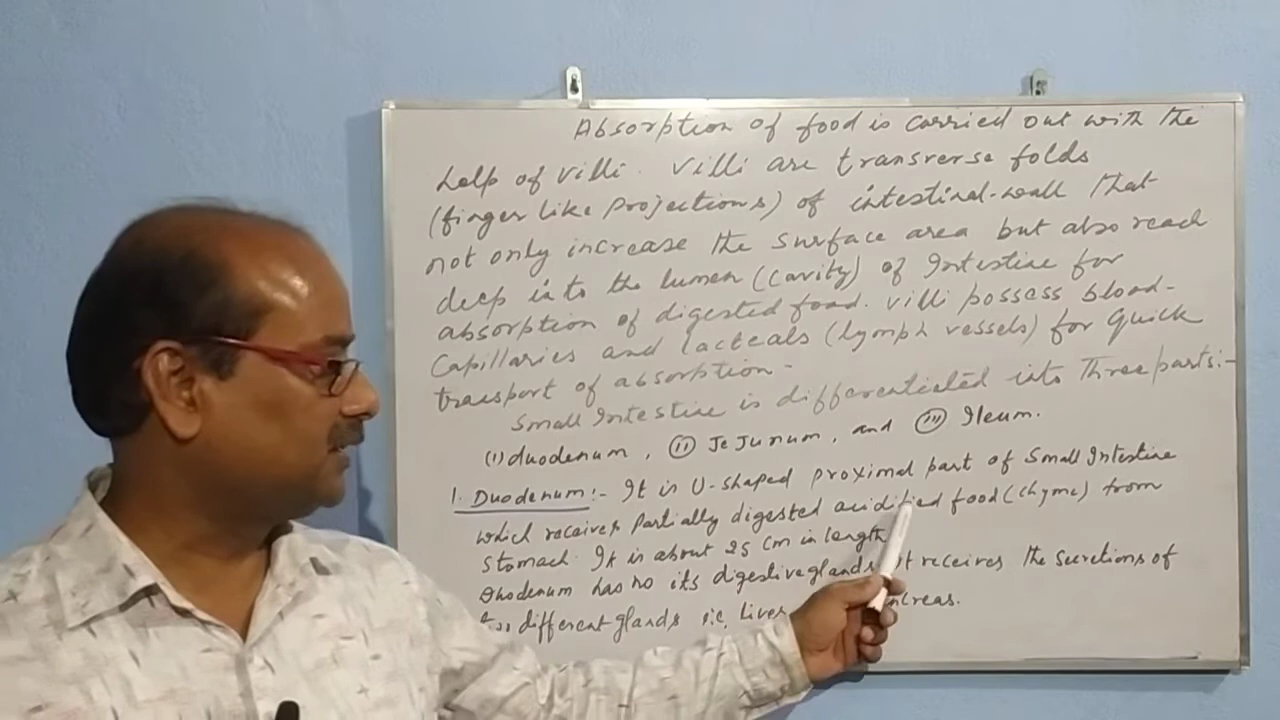 Absorption of food is carried out with the
help of villi. Villi are transverse folds
(finger like projections) of intestinal-wall that
not only increase the surface area but also reach
deep into the lumen (cavity) of Intestine for
absorption of digested food. Villi possess blood-
Capillaries and lacteals (lymph vessels) for quick
transport of absorption-
Small Intestine is differentiated into Three parts:-
(i) duodenum, (ii) Jejunum, and (iii) Ileum.
1. Duodenum:- It is U-shaped proximal part of Small Intestine
which receives partially digested acidified food (chyme) from
stomach. It is about 25 cm in length
Duodenum has no its digestive glands It receives the secretions of
different glands i.e, liver